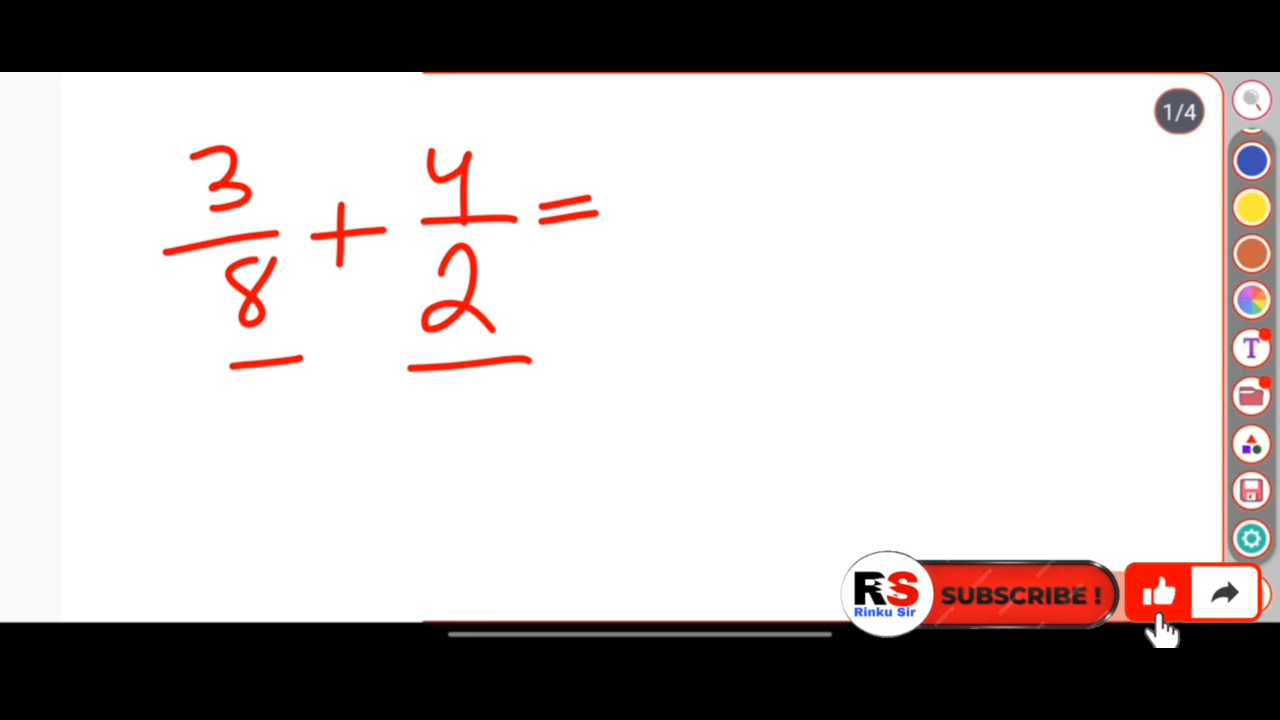 1/4
3/8 + 4/2 =
RS
Rinku Sir
SUBSCRIBE !
T